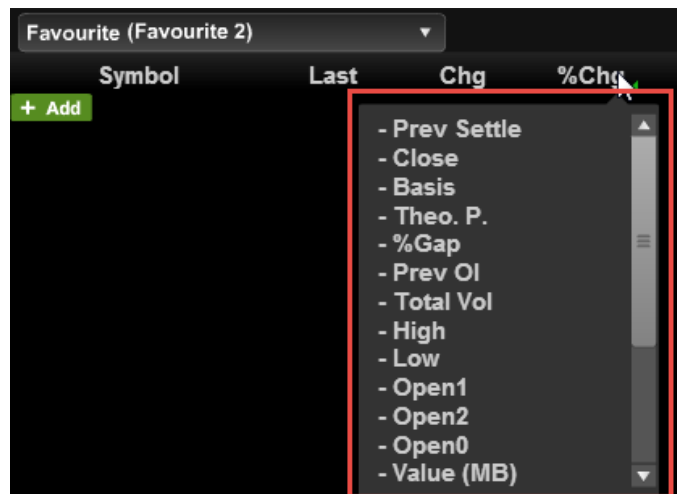 Favourite (Favourite 2)
Symbol Last Chg %Chg
+ Add
- Prev Settle
- Close
- Basis
- Theo. P.
- %Gap
- Prev OI
- Total Vol
- High
- Low
- Open1
- Open2
- Open0
- Value (MB)